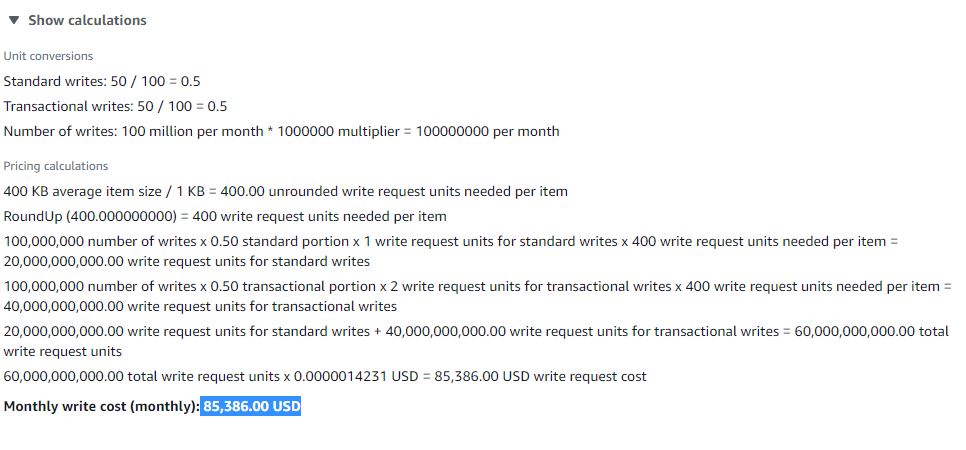 ▼ Show calculations
Unit conversions
Standard writes: 50 / 100 = 0.5
Transactional writes: 50 / 100 = 0.5
Number of writes: 100 million per month * 1000000 multiplier = 100000000 per month
Pricing calculations
400 KB average item size / 1 KB = 400.00 unrounded write request units needed per item
RoundUp (400.000000000) = 400 write request units needed per item
100,000,000 number of writes x 0.50 standard portion x 1 write request units for standard writes x 400 write request units needed per item =
20,000,000,000.00 write request units for standard writes
100,000,000 number of writes x 0.50 transactional portion x 2 write request units for transactional writes x 400 write request units needed per item =
40,000,000,000.00 write request units for transactional writes
20,000,000,000.00 write request units for standard writes + 40,000,000,000.00 write request units for transactional writes = 60,000,000,000.00 total
write request units
60,000,000,000.00 total write request units x 0.0000014231 USD = 85,386.00 USD write request cost
Monthly write cost (monthly): 85,386.00 USD